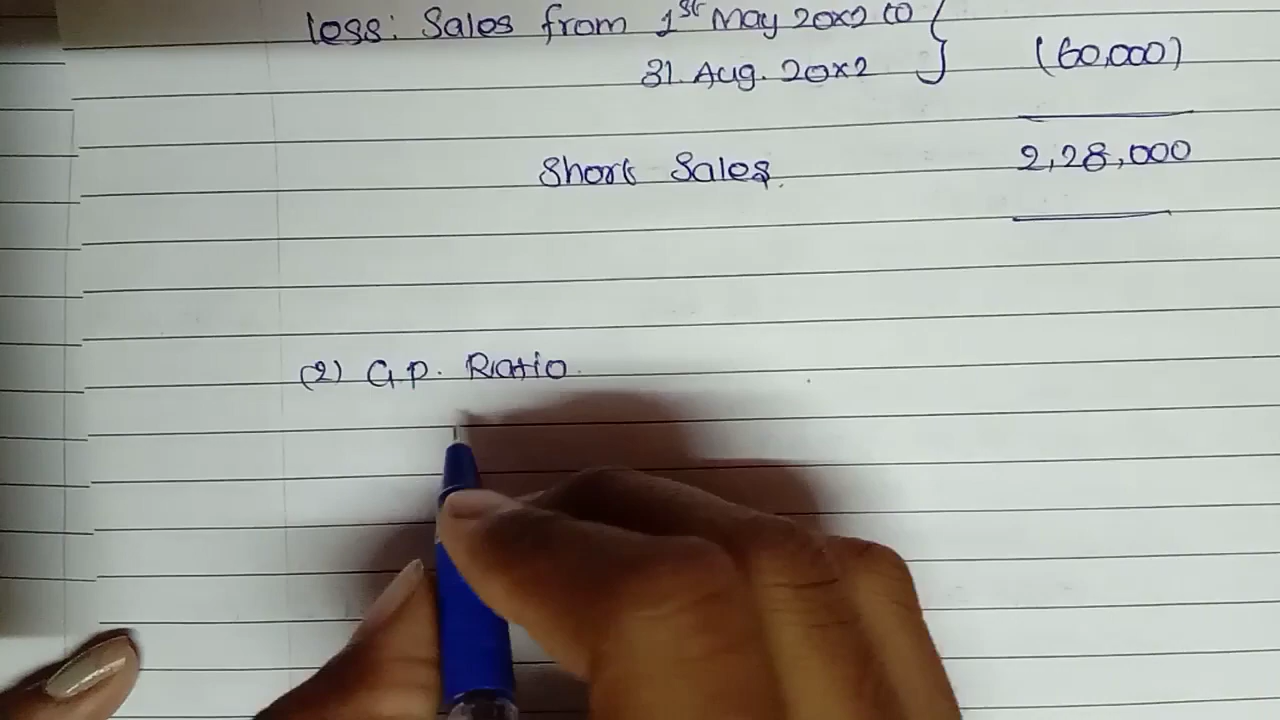 less: Sales from 1st May 20x2 to
31 Aug. 20x2 } (60,000)
Short Sales. 2,28,000
(2) G.P. Ratio.